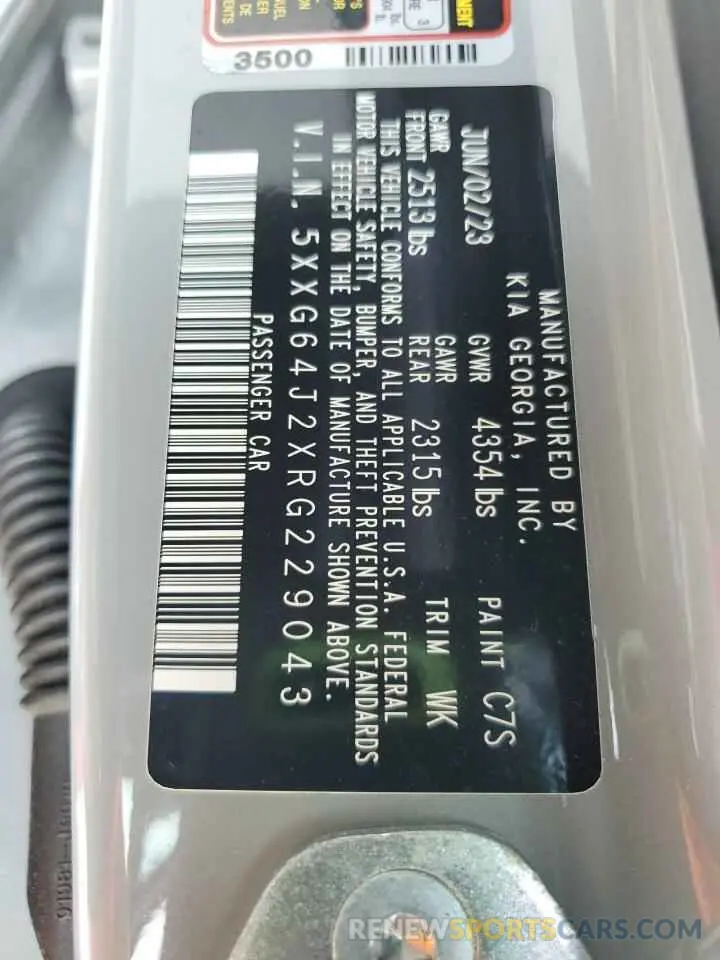 MANUFACTURED BY
KIA GEORGIA, INC.
JUN/02/23 GVWR 4354 lbs PAINT C7S
GAWR FRONT 2513 lbs GAWR REAR 2315 lbs TRIM WK
THIS VEHICLE CONFORMS TO ALL APPLICABLE U.S.A. FEDERAL
MOTOR VEHICLE SAFETY, BUMPER, AND THEFT PREVENTION STANDARDS
IN EFFECT ON THE DATE OF MANUFACTURE SHOWN ABOVE.
V.I.N. 5XXG64J2XRG229043
PASSENGER CAR
3500
RENEWSPORTSCARS.COM